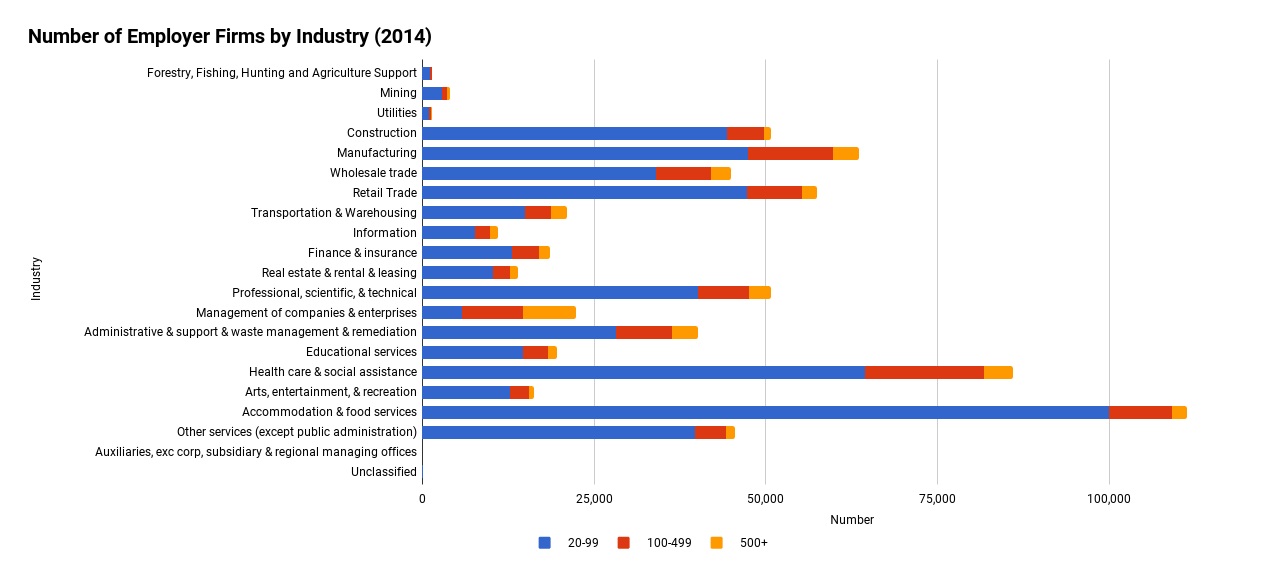 Number of Employer Firms by Industry (2014)
Industry
Forestry, Fishing, Hunting and Agriculture Support
Mining
Utilities
Construction
Manufacturing
Wholesale trade
Retail Trade
Transportation & Warehousing
Information
Finance & insurance
Real estate & rental & leasing
Professional, scientific, & technical
Management of companies & enterprises
Administrative & support & waste management & remediation
Educational services
Health care & social assistance
Arts, entertainment, & recreation
Accommodation & food services
Other services (except public administration)
Auxiliaries, exc corp, subsidiary & regional managing offices
Unclassified
0 25,000 50,000 75,000 100,000
Number
20-99 100-499 500+